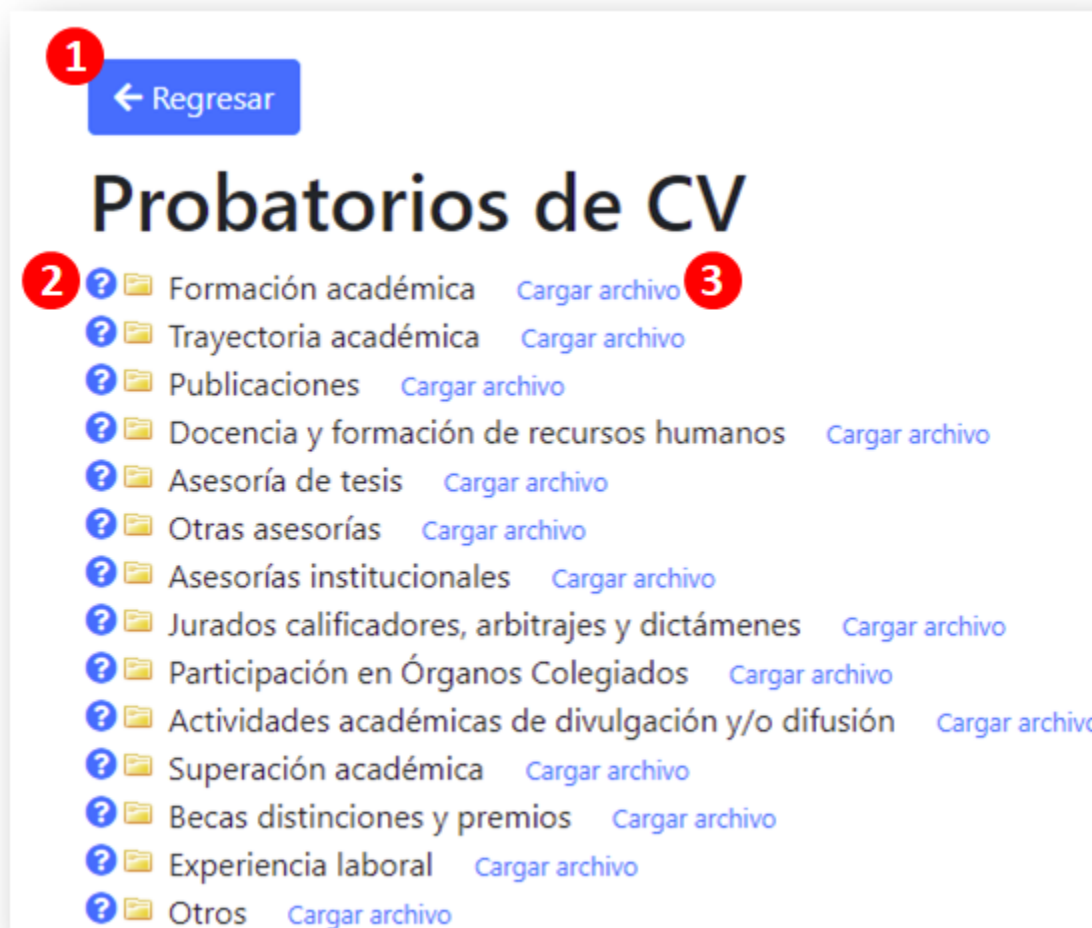 1
← Regresar
Probatorios de CV
2 ? Formación académica Cargar archivo 3
? Trayectoria académica Cargar archivo
? Publicaciones Cargar archivo
? Docencia y formación de recursos humanos Cargar archivo
? Asesoría de tesis Cargar archivo
? Otras asesorías Cargar archivo
? Asesorías institucionales Cargar archivo
? Jurados calificadores, arbitrajes y dictámenes Cargar archivo
? Participación en Órganos Colegiados Cargar archivo
? Actividades académicas de divulgación y/o difusión Cargar archivo
? Superación académica Cargar archivo
? Becas distinciones y premios Cargar archivo
? Experiencia laboral Cargar archivo
? Otros Cargar archivo